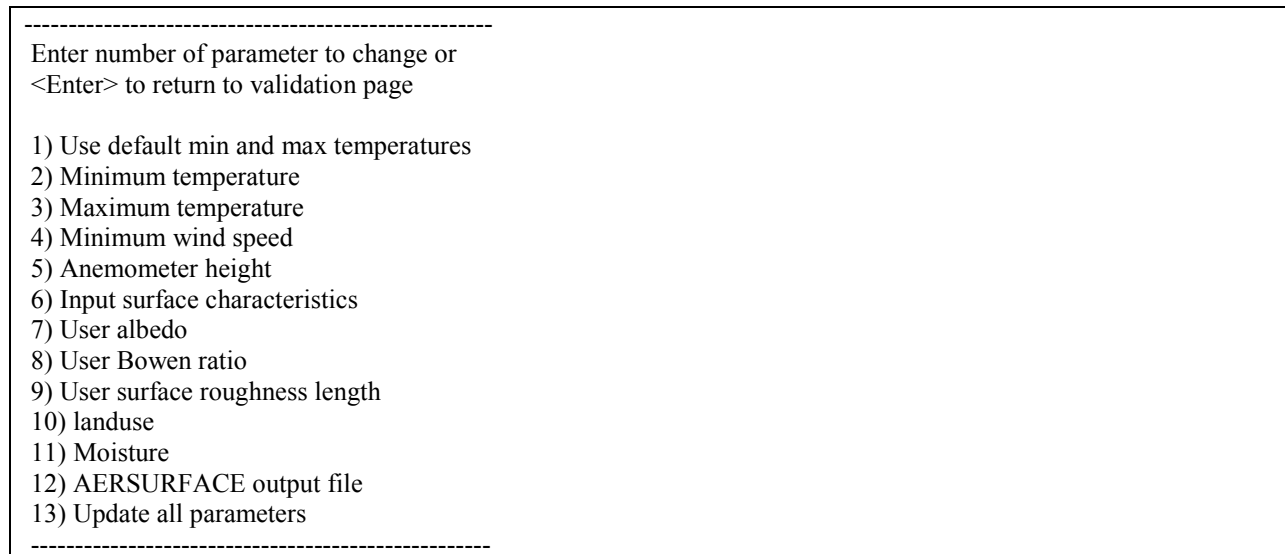 -----------------------------------------------------
Enter number of parameter to change or
<Enter> to return to validation page
1) Use default min and max temperatures
2) Minimum temperature
3) Maximum temperature
4) Minimum wind speed
5) Anemometer height
6) Input surface characteristics
7) User albedo
8) User Bowen ratio
9) User surface roughness length
10) landuse
11) Moisture
12) AERSURFACE output file
13) Update all parameters
----------------------------------------------------